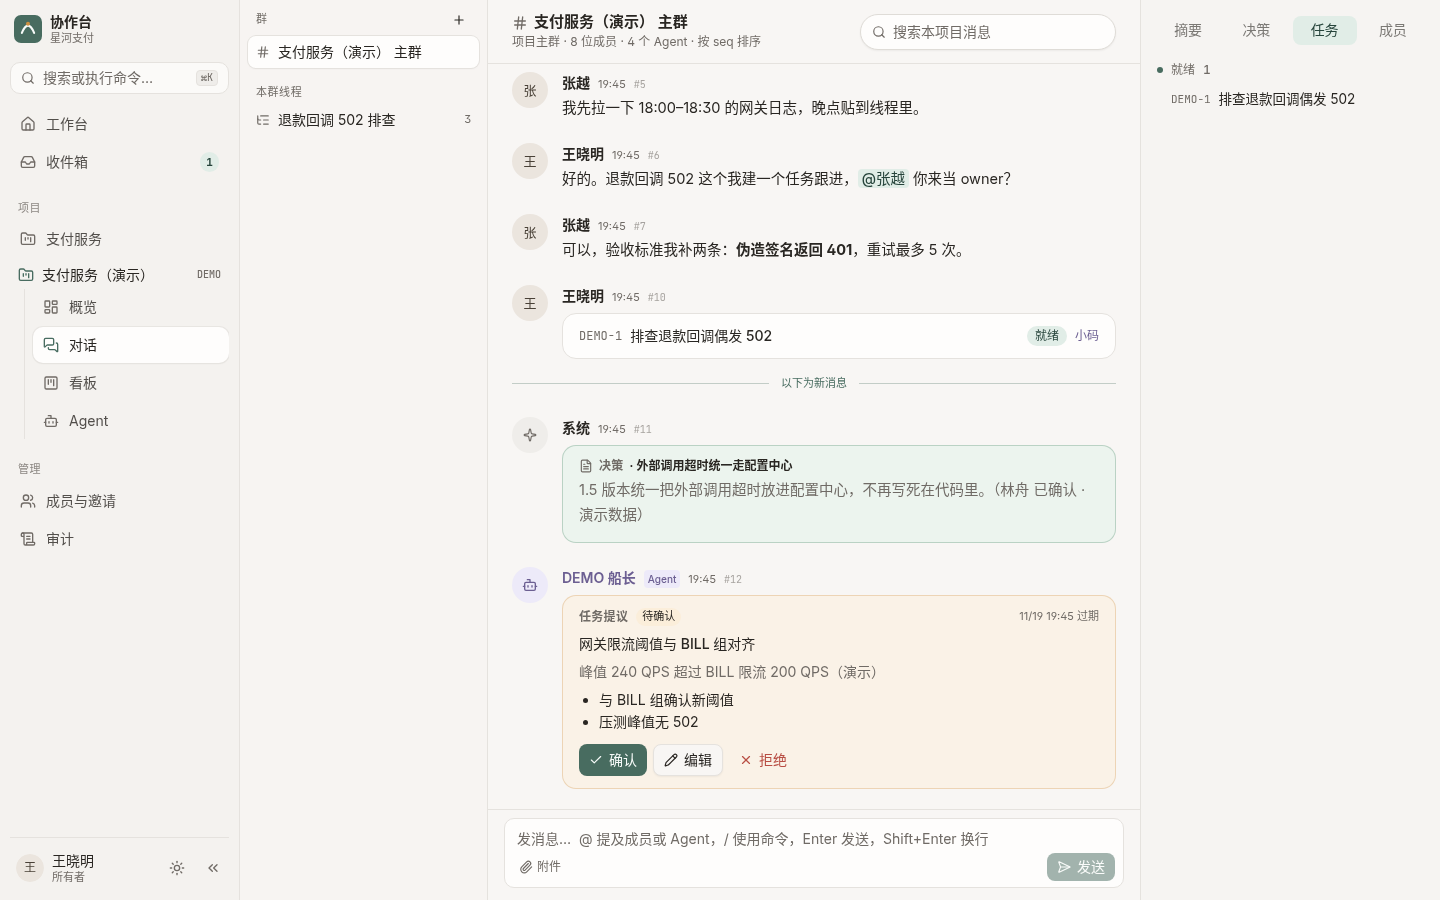 协作台
星河支付
搜索或执行命令... ⌘K
工作台
收件箱 1
项目
支付服务
支付服务（演示） DEMO
概览
对话
看板
Agent
管理
成员与邀请
审计
王
王晓明
所有者
群
支付服务（演示） 主群
本群线程
退款回调 502 排查 3
支付服务（演示） 主群
项目主群 · 8 位成员 · 4 个 Agent · 按 seq 排序
搜索本项目消息
张
张越 19:45 #5
我先拉一下 18:00–18:30 的网关日志，晚点贴到线程里。
王
王晓明 19:45 #6
好的。退款回调 502 这个我建一个任务跟进，@张越 你来当 owner？
张
张越 19:45 #7
可以，验收标准我补两条：伪造签名返回 401，重试最多 5 次。
王
王晓明 19:45 #10
DEMO-1 排查退款回调偶发 502 就绪 小码
以下为新消息
系统 19:45 #11
决策 · 外部调用超时统一走配置中心
1.5 版本统一把外部调用超时放进配置中心，不再写死在代码里。（林舟 已确认 ·
演示数据）
DEMO 船长 Agent 19:45 #12
任务提议 待确认 11/19 19:45 过期
网关限流阈值与 BILL 组对齐
峰值 240 QPS 超过 BILL 限流 200 QPS（演示）
• 与 BILL 组确认新阈值
• 压测峰值无 502
确认 编辑 拒绝
发消息... @ 提及成员或 Agent，/ 使用命令，Enter 发送，Shift+Enter 换行
附件 发送
摘要 决策 任务 成员
就绪 1
DEMO-1 排查退款回调偶发 502